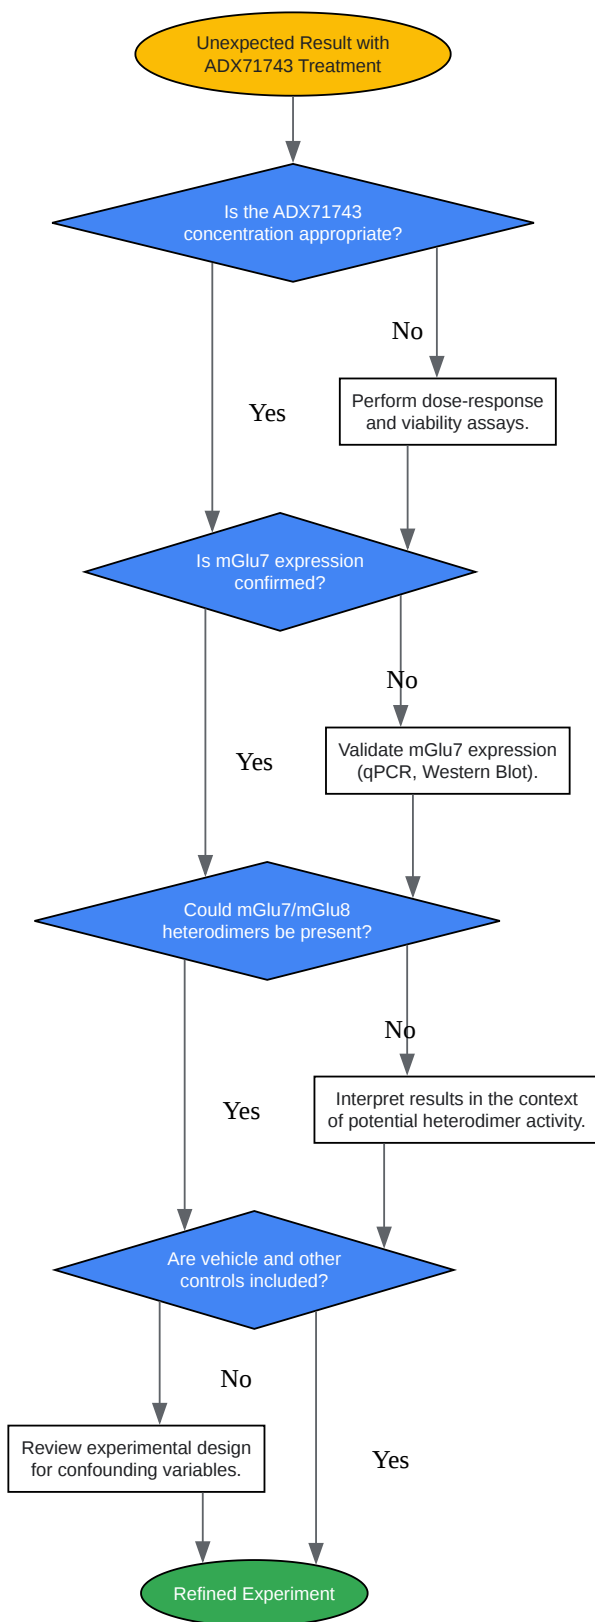 Unexpected Result with
ADX71743 Treatment
Is the ADX71743
concentration appropriate?
No
Perform dose-response
and viability assays.
Yes
Is mGlu7 expression
confirmed?
No
Validate mGlu7 expression
(qPCR, Western Blot).
Yes
Could mGlu7/mGlu8
heterodimers be present?
No
Interpret results in the context
of potential heterodimer activity.
Yes
Are vehicle and other
controls included?
No
Review experimental design
for confounding variables.
Yes
Refined Experiment